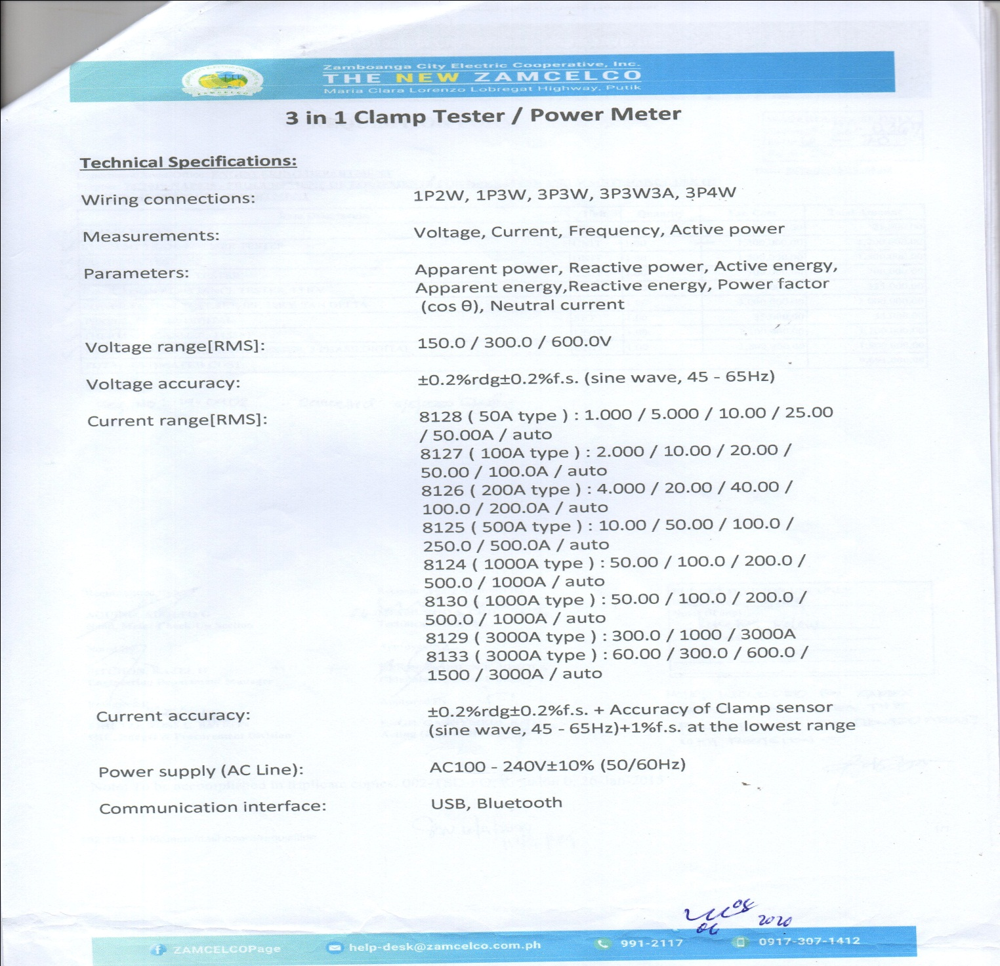 Zamboanga City Electric Cooperative, Inc.
THE NEW ZAMCELCO
Maria Clara Lorenzo Lobregat Highway, Putik
ZAMCELCO
3 in 1 Clamp Tester / Power Meter
Technical Specifications:
Wiring connections: 1P2W, 1P3W, 3P3W, 3P3W3A, 3P4W
Measurements: Voltage, Current, Frequency, Active power
Parameters: Apparent power, Reactive power, Active energy,
Apparent energy,Reactive energy, Power factor
(cos θ), Neutral current
Voltage range[RMS]: 150.0 / 300.0 / 600.0V
Voltage accuracy: ±0.2%rdg±0.2%f.s. (sine wave, 45 - 65Hz)
Current range[RMS]: 8128 ( 50A type ) : 1.000 / 5.000 / 10.00 / 25.00
/ 50.00A / auto
8127 ( 100A type ) : 2.000 / 10.00 / 20.00 /
50.00 / 100.0A / auto
8126 ( 200A type ) : 4.000 / 20.00 / 40.00 /
100.0 / 200.0A / auto
8125 ( 500A type ) : 10.00 / 50.00 / 100.0 /
250.0 / 500.0A / auto
8124 ( 1000A type ) : 50.00 / 100.0 / 200.0 /
500.0 / 1000A / auto
8130 ( 1000A type ) : 50.00 / 100.0 / 200.0 /
500.0 / 1000A / auto
8129 ( 3000A type ) : 300.0 / 1000 / 3000A
8133 ( 3000A type ) : 60.00 / 300.0 / 600.0 /
1500 / 3000A / auto
Current accuracy: ±0.2%rdg±0.2%f.s. + Accuracy of Clamp sensor
(sine wave, 45 - 65Hz)+1%f.s. at the lowest range
Power supply (AC Line): AC100 - 240V±10% (50/60Hz)
Communication interface: USB, Bluetooth
08
06 2020
ZAMCELCOPage help-desk@zamcelco.com.ph 991-2117 0917-307-1412